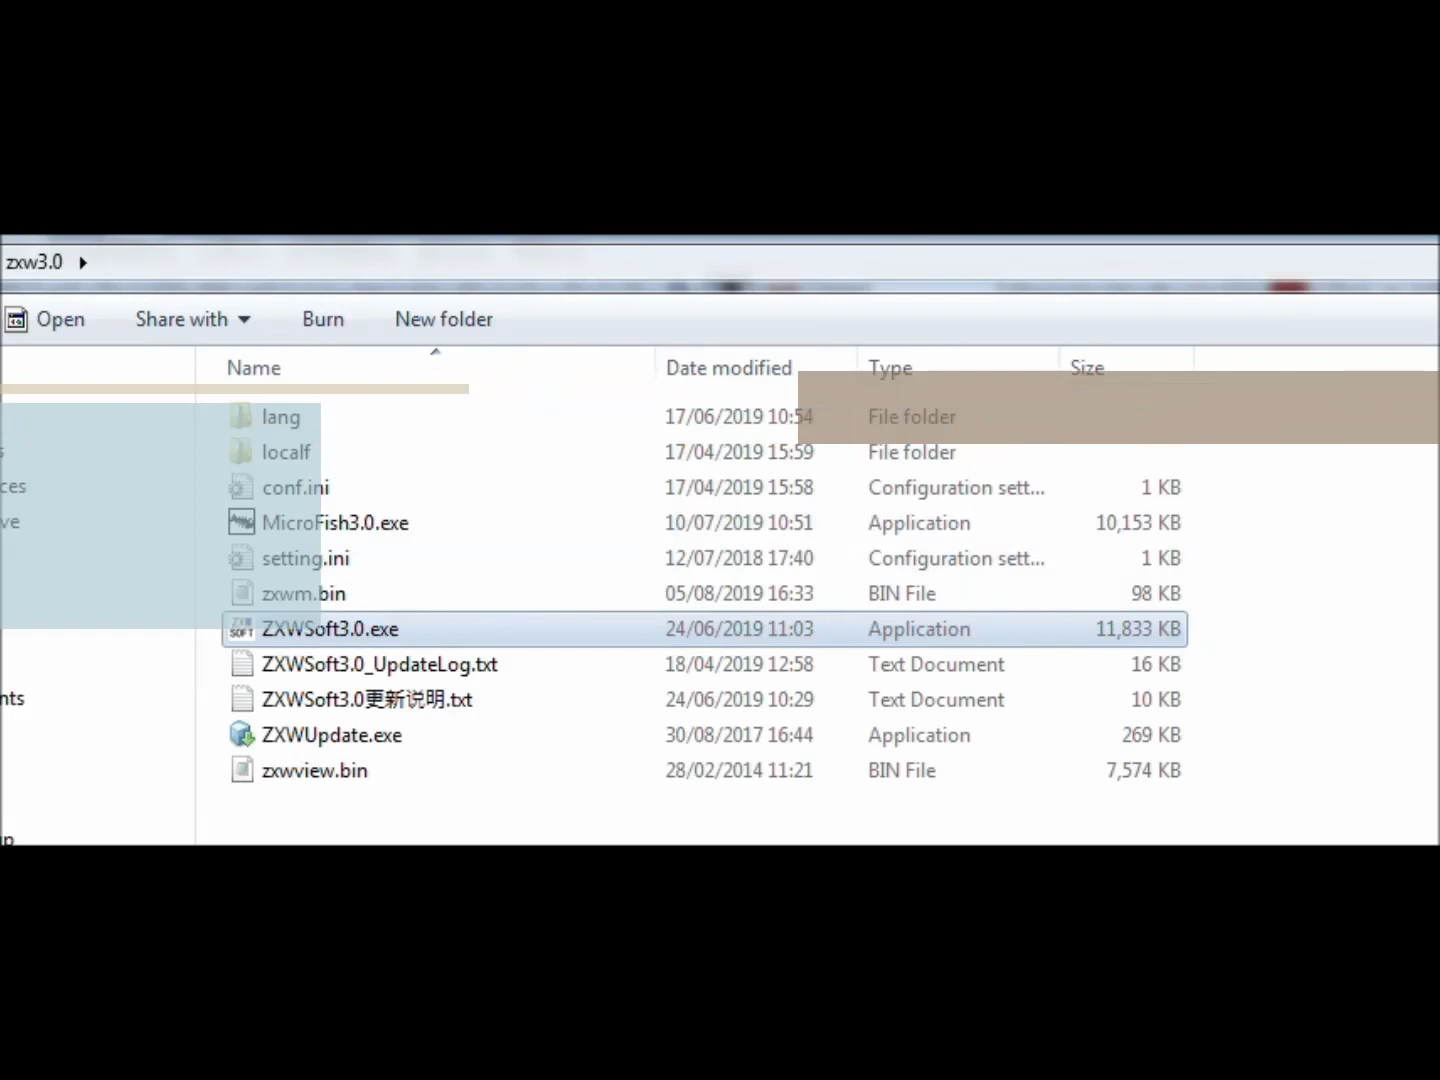 zxw3.0
Open Share with Burn New folder
Name Date modified Type Size
lang 17/06/2019 10:54 File folder
localf 17/04/2019 15:59 File folder
conf.ini 17/04/2019 15:58 Configuration sett... 1 KB
MicroFish3.0.exe 10/07/2019 10:51 Application 10,153 KB
setting.ini 12/07/2018 17:40 Configuration sett... 1 KB
zxwm.bin 05/08/2019 16:33 BIN File 98 KB
ZXWSoft3.0.exe 24/06/2019 11:03 Application 11,833 KB
ZXWSoft3.0_UpdateLog.txt 18/04/2019 12:58 Text Document 16 KB
ZXWSoft3.0更新说明.txt 24/06/2019 10:29 Text Document 10 KB
ZXWUpdate.exe 30/08/2017 16:44 Application 269 KB
zxwview.bin 28/02/2014 11:21 BIN File 7,574 KB